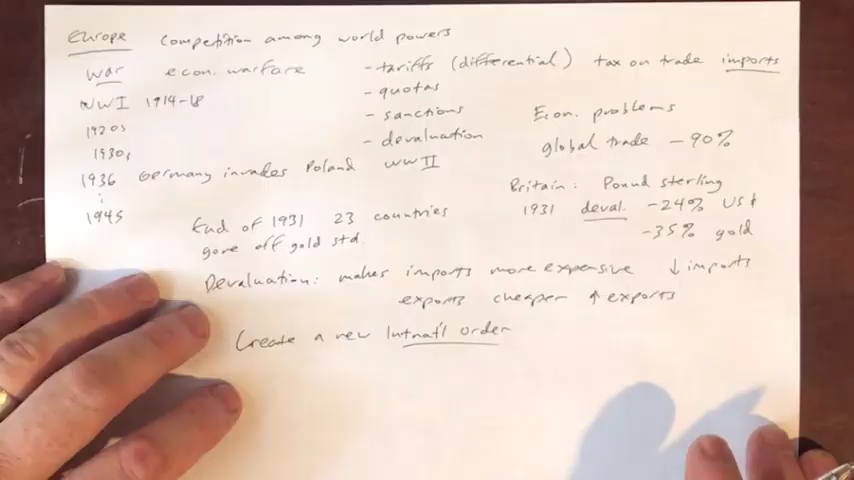 Europe competition among world powers
war econ. warfare - tariffs (differential) tax on trade imports
WWI 1914-18 - quotas
1920s - sanctions Econ. problems
1930s - devaluation global trade -90%
1936 Germany invades Poland WWII
⋮ Britain: Pound sterling
1945 End of 1931 23 countries 1931 deval. -24% US$
gone off gold std. -35% gold
Devaluation: makes imports more expensive ↓ imports
exports cheaper ↑ exports
Create a new Intnat'l order